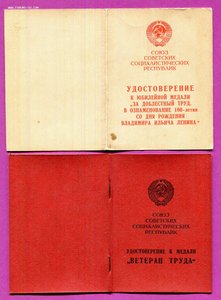 СОЮЗ
СОВЕТСКИХ
СОЦИАЛИСТИЧЕСКИХ
РЕСПУБЛИК
УДОСТОВЕРЕНИЕ
К ЮБИЛЕЙНОЙ МЕДАЛИ
„ЗА ДОБЛЕСТНЫЙ ТРУД.
В ОЗНАМЕНОВАНИЕ 100-летия
СО ДНЯ РОЖДЕНИЯ
ВЛАДИМИРА ИЛЬИЧА ЛЕНИНА“
СОЮЗ
СОВЕТСКИХ
СОЦИАЛИСТИЧЕСКИХ
РЕСПУБЛИК
УДОСТОВЕРЕНИЕ К МЕДАЛИ
„ВЕТЕРАН ТРУДА“